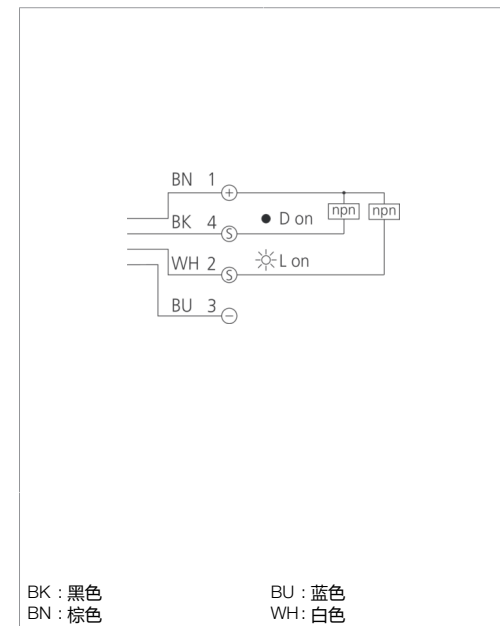 BN 1 +
npn npn
BK 4 S ● D on
WH 2 S L on
BU 3 −
BK : 黑色 BU : 蓝色
BN : 棕色 WH : 白色